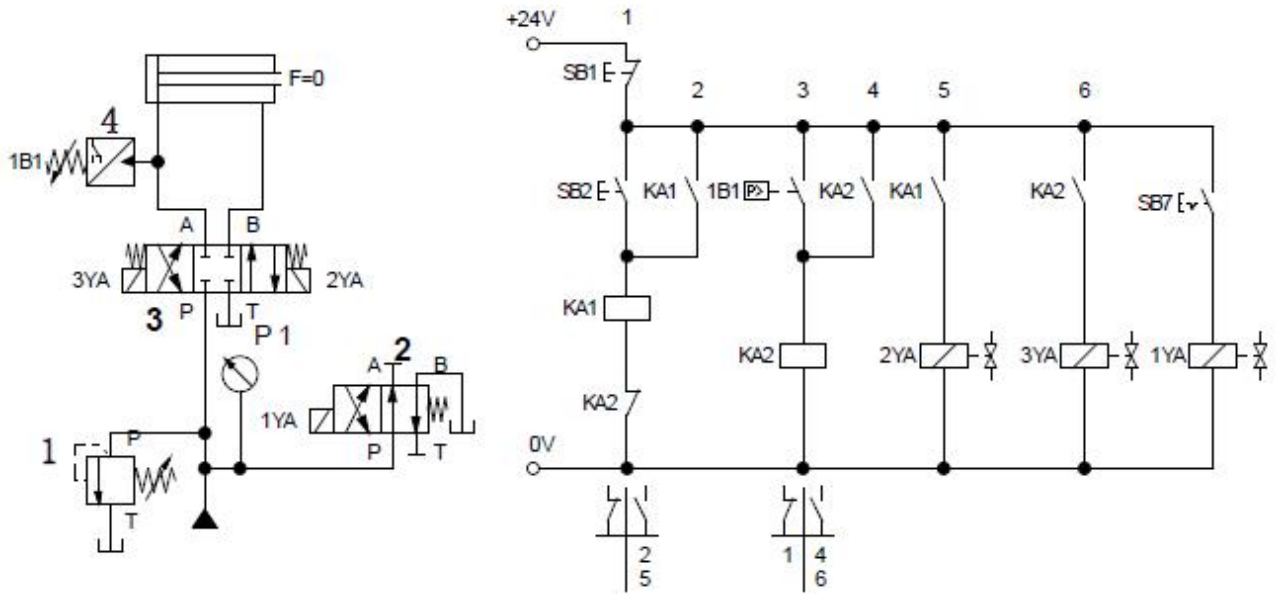 F=0
4
1B1
A B
3YA 2YA
3 P T
P1
2
A B
1YA
P T
1 P
T
+24V 1
SB1
2 3 4 5 6
SB2 KA1 1B1 P> KA2 KA1 KA2 SB7
KA1
KA2 2YA 3YA 1YA
KA2
0V
2 1 4
5 6